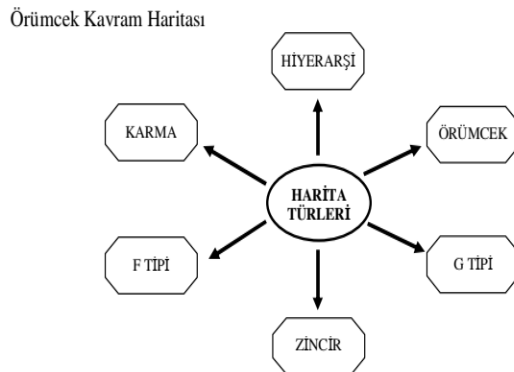 Örümcek Kavram Haritası
HİYERARŞİ
KARMA
ÖRÜMCEK
HARİTA
TÜRLERİ
F TİPİ
G TİPİ
ZİNCİR